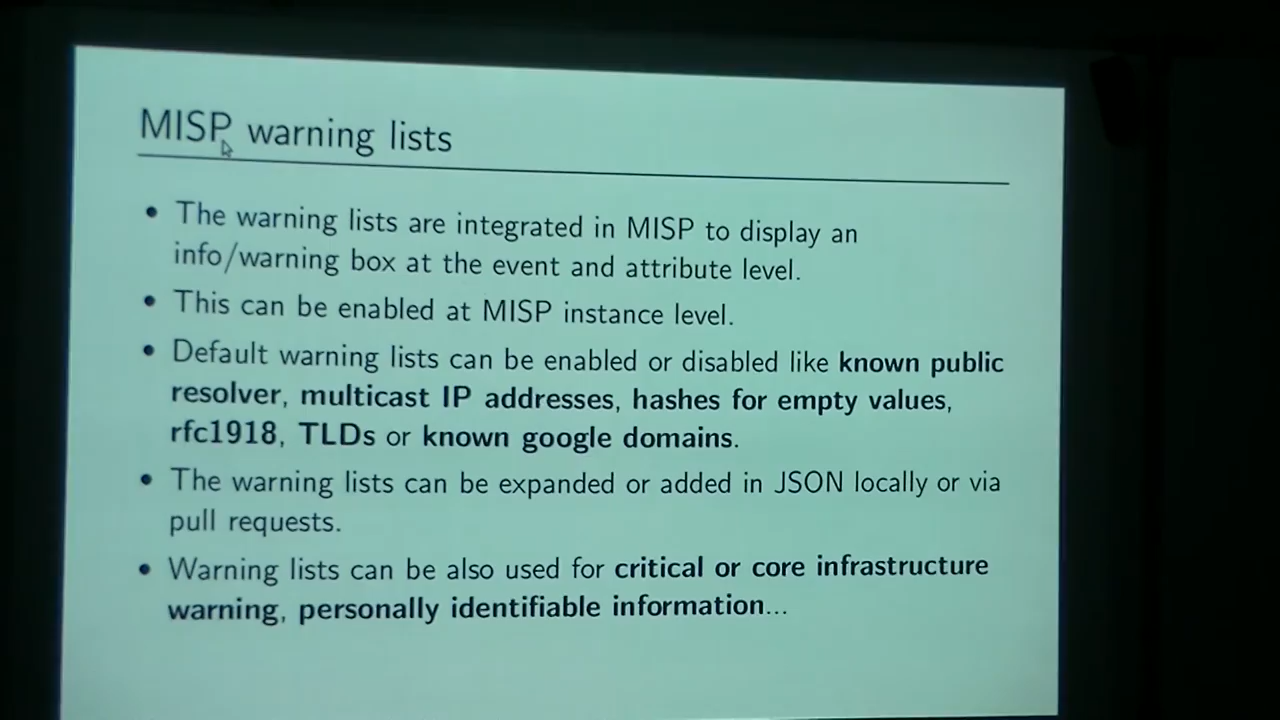 MISP warning lists
• The warning lists are integrated in MISP to display an
info/warning box at the event and attribute level.
• This can be enabled at MISP instance level.
• Default warning lists can be enabled or disabled like known public
resolver, multicast IP addresses, hashes for empty values,
rfc1918, TLDs or known google domains.
• The warning lists can be expanded or added in JSON locally or via
pull requests.
• Warning lists can be also used for critical or core infrastructure
warning, personally identifiable information...